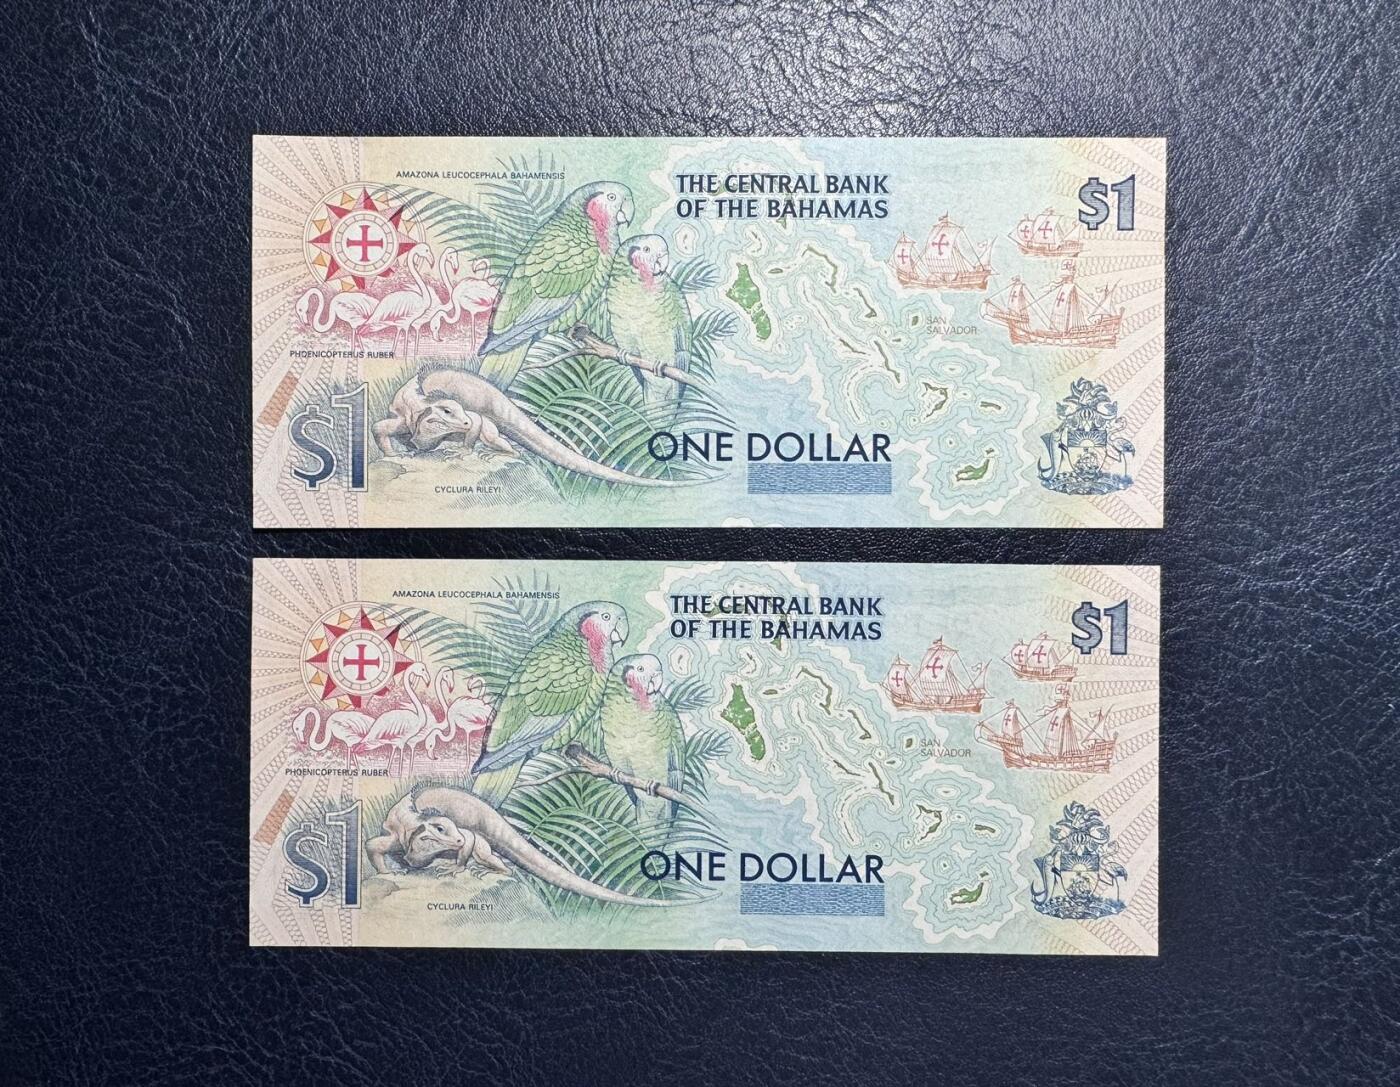 AMAZONA LEUCOCEPHALA BAHAMENSIS
THE CENTRAL BANK
OF THE BAHAMAS
$1
SAN
SALVADOR
PHOENICOPTERUS RUBER
$1
ONE DOLLAR
CYCLURA RILEYI
AMAZONA LEUCOCEPHALA BAHAMENSIS
THE CENTRAL BANK
OF THE BAHAMAS
$1
SAN
SALVADOR
PHOENICOPTERUS RUBER
$1
ONE DOLLAR
CYCLURA RILEYI